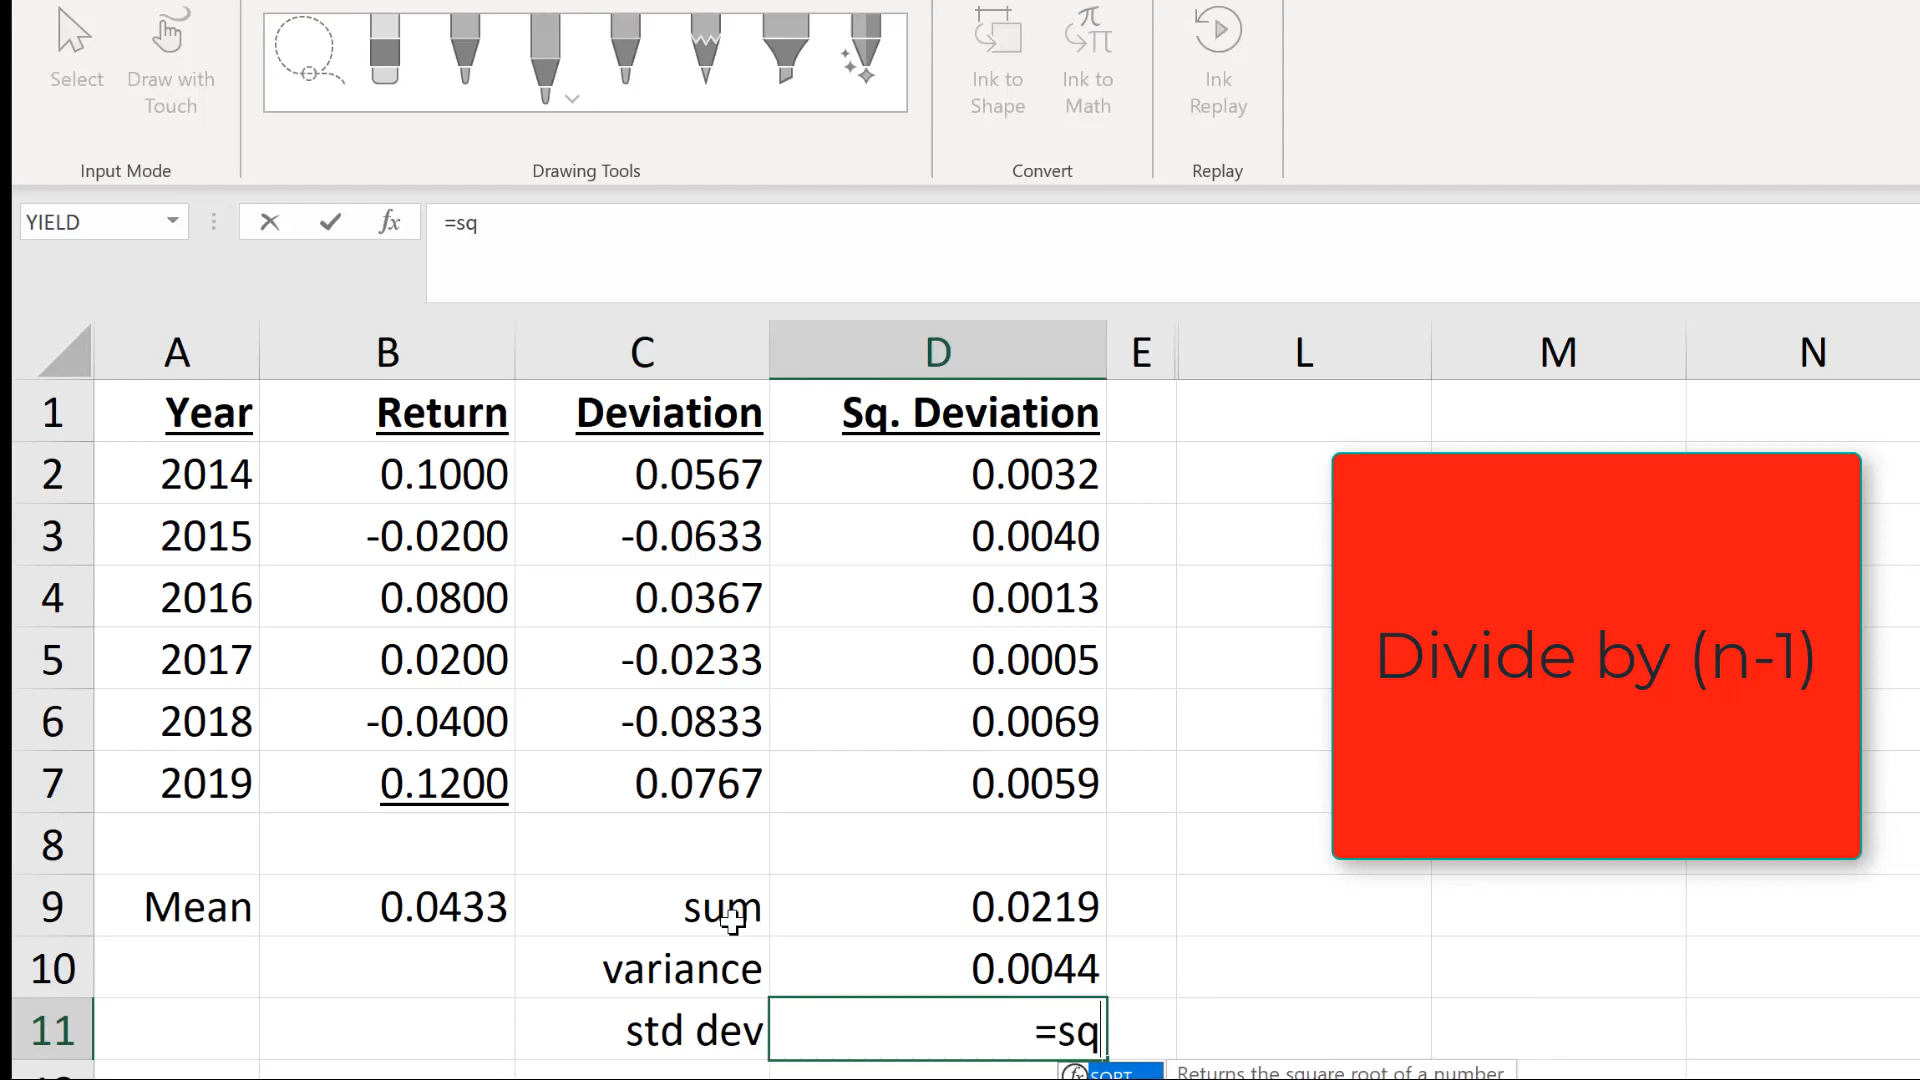 Select
Draw with
Touch
Ink to
Shape
Ink to
Math
Ink
Replay
Input Mode
Drawing Tools
Convert
Replay
YIELD
fx
=sq
A B C D E L M N
1 Year Return Deviation Sq. Deviation
2 2014 0.1000 0.0567 0.0032
3 2015 -0.0200 -0.0633 0.0040
4 2016 0.0800 0.0367 0.0013
5 2017 0.0200 -0.0233 0.0005
6 2018 -0.0400 -0.0833 0.0069
7 2019 0.1200 0.0767 0.0059
8
9 Mean 0.0433 sum 0.0219
10 variance 0.0044
11 std dev =sq
Divide by (n-1)
SQRT Returns the square root of a number